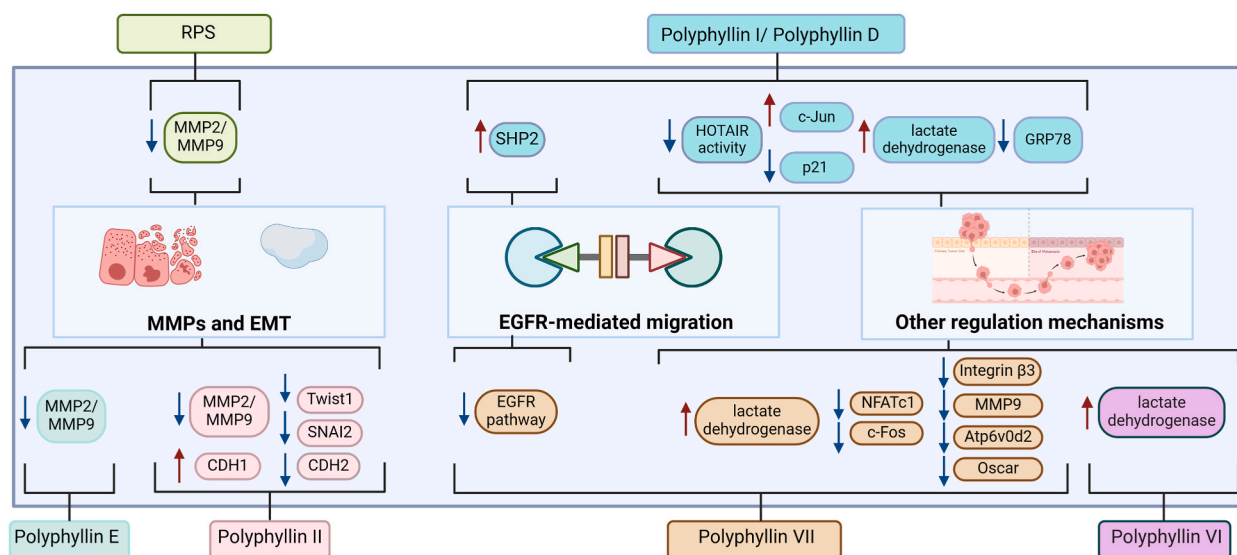 RPS
Polyphyllin I/ Polyphyllin D
MMP2/
MMP9
SHP2
HOTAIR
activity
c-Jun
p21
lactate
dehydrogenase
GRP78
MMPs and EMT
EGFR-mediated migration
Other regulation mechanisms
MMP2/
MMP9
MMP2/
MMP9
CDH1
Twist1
SNAI2
CDH2
EGFR
pathway
lactate
dehydrogenase
NFATc1
c-Fos
Integrin β3
MMP9
Atp6v0d2
Oscar
lactate
dehydrogenase
Polyphyllin E
Polyphyllin II
Polyphyllin VII
Polyphyllin VI